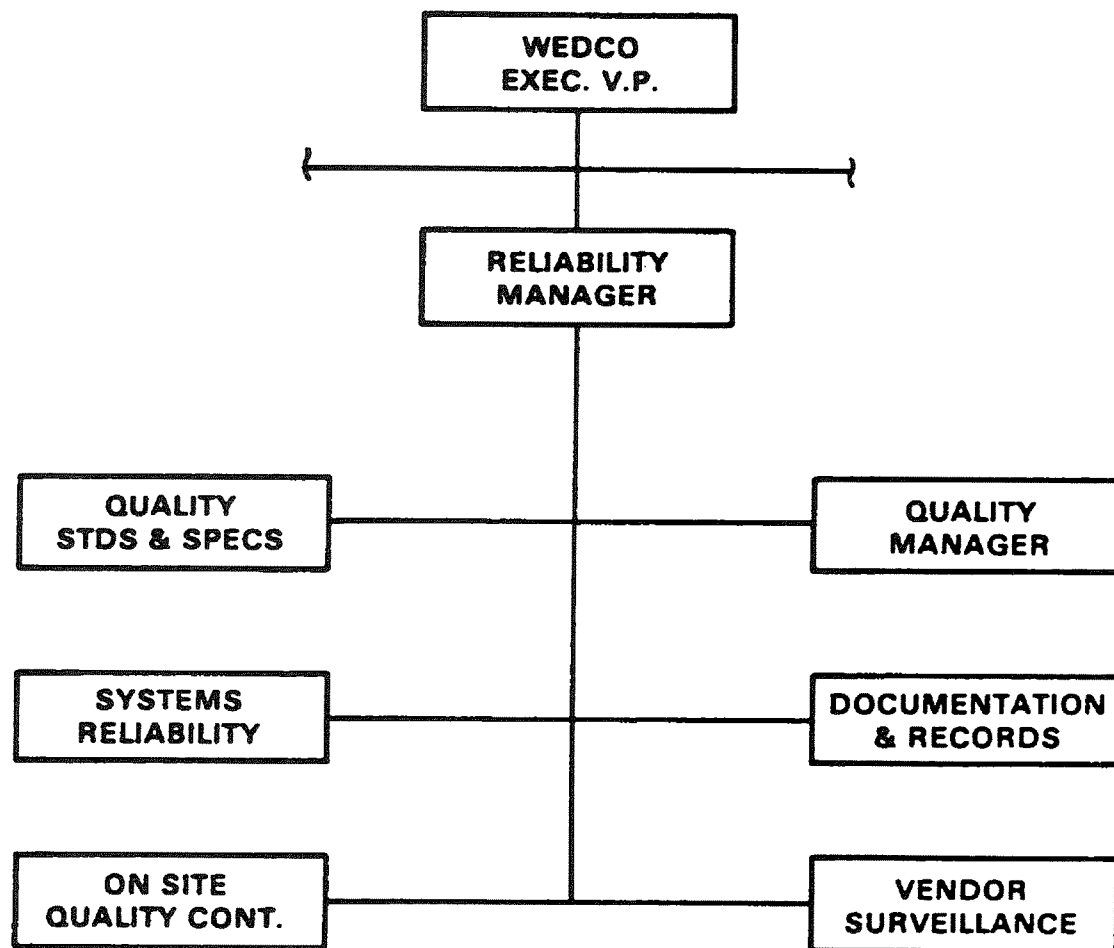 WEDCO
EXEC. V.P.
RELIABILITY
MANAGER
QUALITY
STDS & SPECS
QUALITY
MANAGER
SYSTEMS
RELIABILITY
DOCUMENTATION
& RECORDS
ON SITE
QUALITY CONT.
VENDOR
SURVEILLANCE